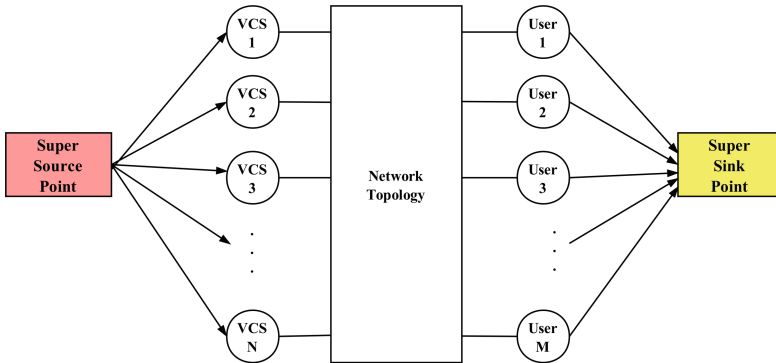 Super
Source
Point
VCS
1
VCS
2
VCS
3
.
.
.
VCS
N
Network
Topology
User
1
User
2
User
3
.
.
.
User
M
Super
Sink
Point